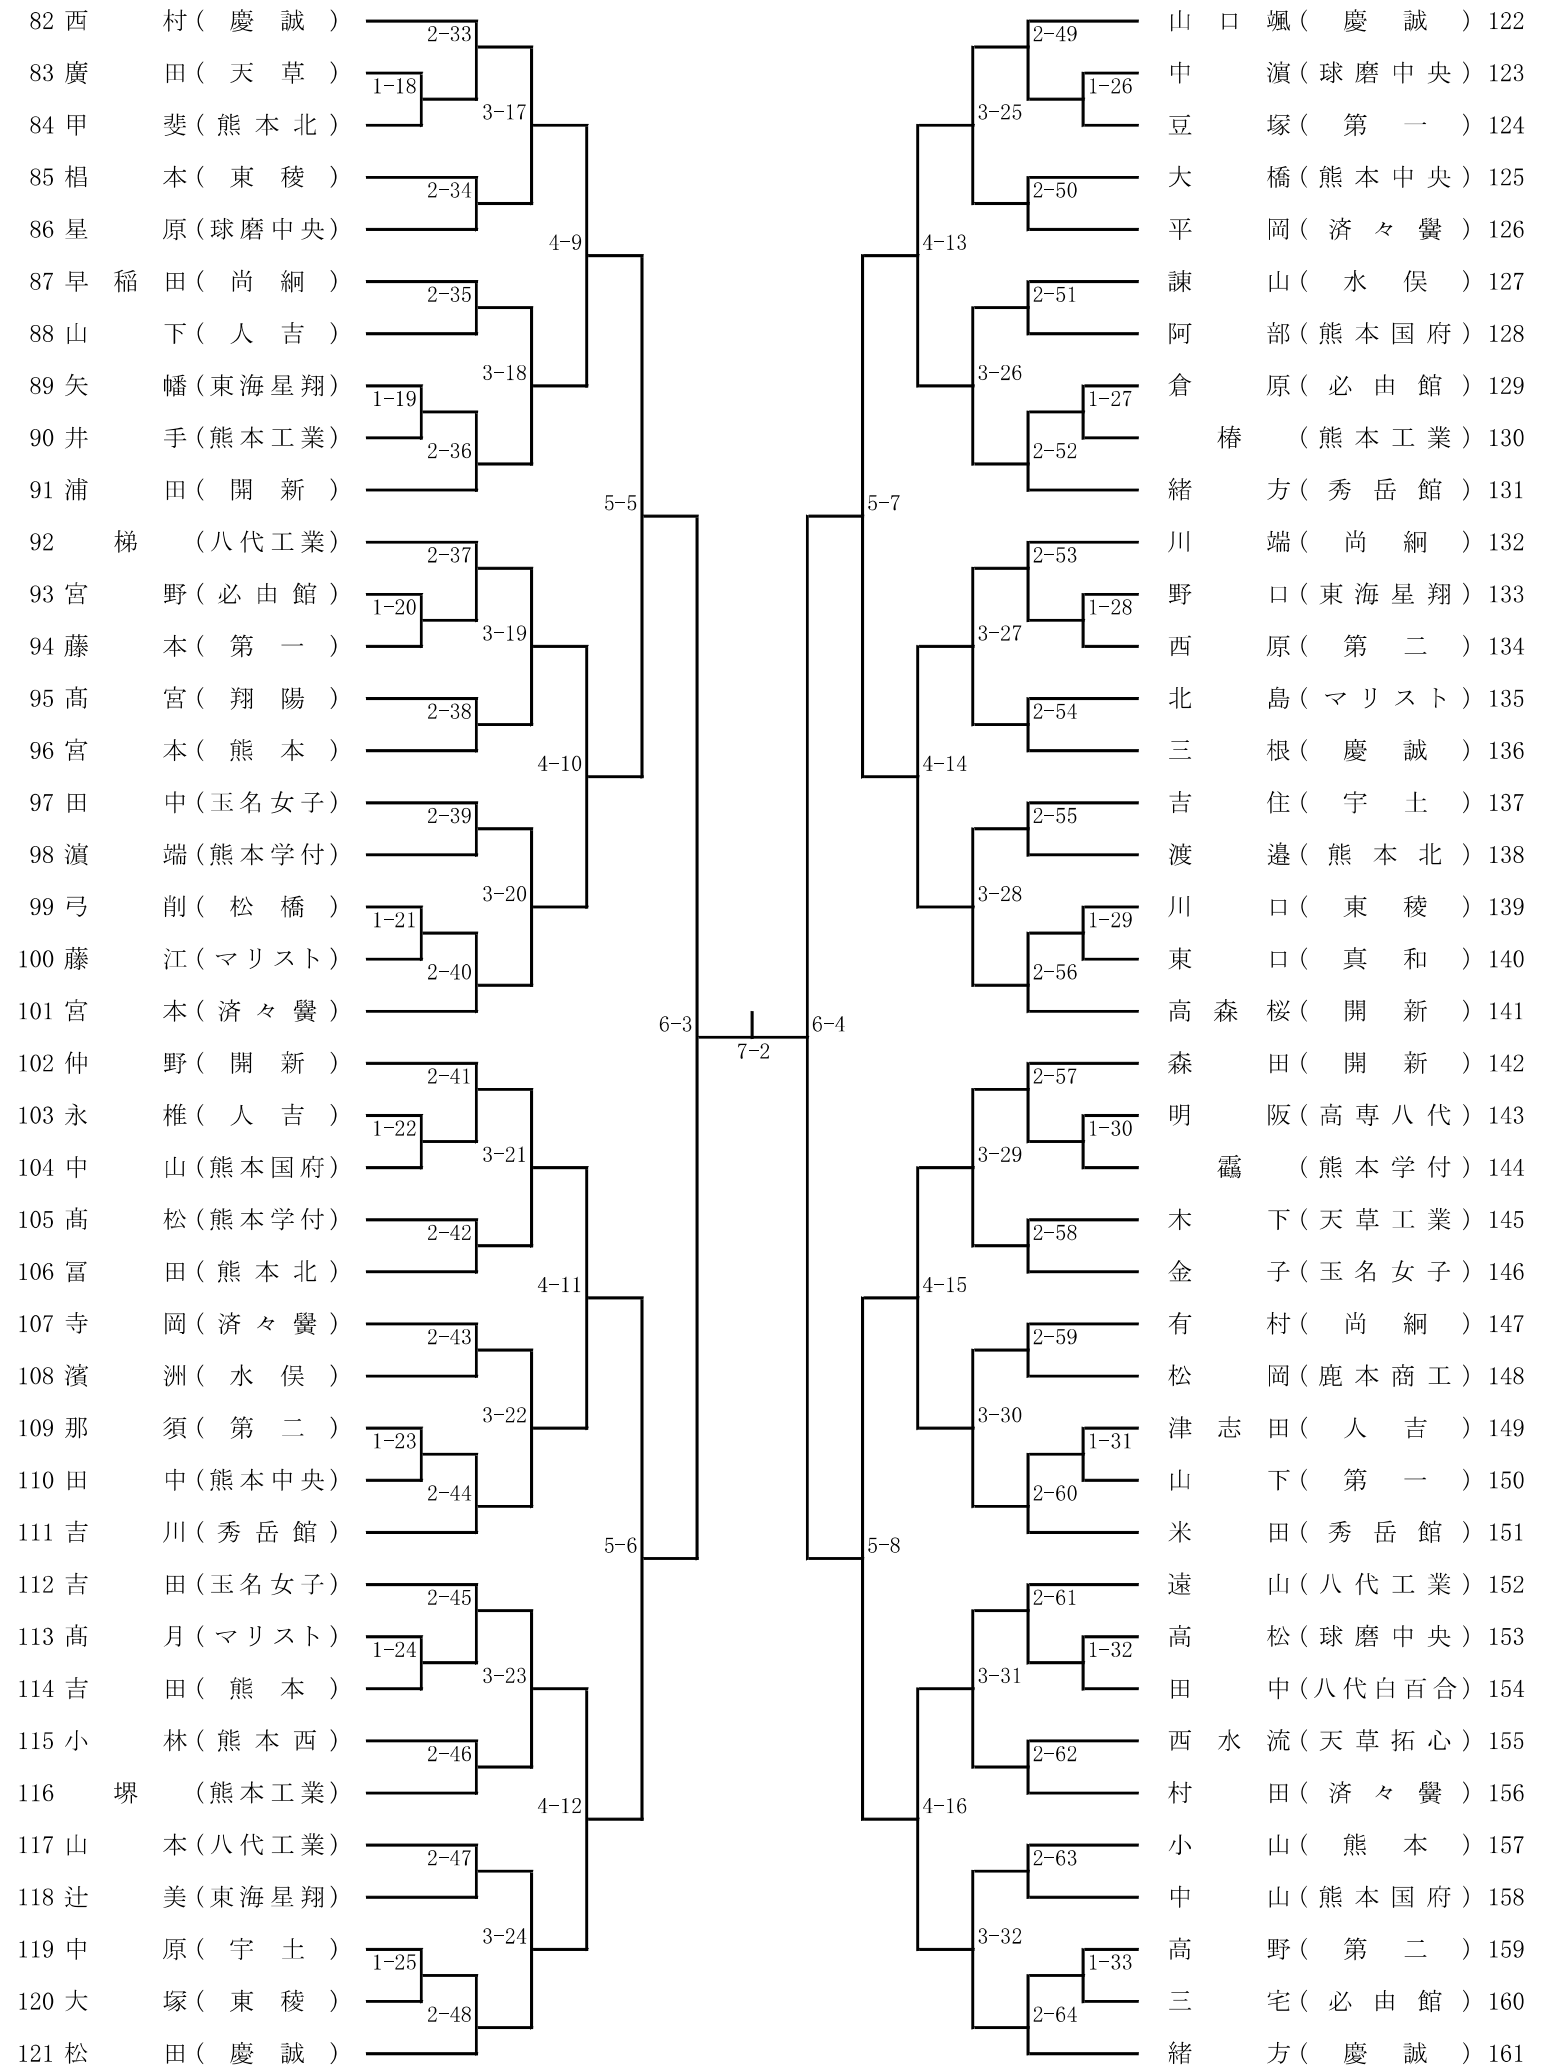 82 西村(慶誠) 2-33 2-49 山口颯(慶誠) 122
83 廣田(天草) 1-18 1-26 中濵(球磨中央) 123
84 甲斐(熊本北) 3-17 3-25 豆塚(第一) 124
85 椙本(東稜) 2-34 2-50 大橋(熊本中央) 125
86 星原(球磨中央) 4-9 4-13 平岡(済々黌) 126
87 早稲田(尚絅) 2-35 2-51 諌山(水俣) 127
88 山下(人吉) 阿部(熊本国府) 128
89 矢幡(東海星翔) 3-18 1-19 3-26 1-27 倉原(必由館) 129
90 井手(熊本工業) 2-36 2-52 椿(熊本工業) 130
91 浦田(開新) 5-5 5-7 緒方(秀岳館) 131
92 梯(八代工業) 2-37 2-53 川端(尚絅) 132
93 宮野(必由館) 1-20 1-28 野口(東海星翔) 133
94 藤本(第一) 3-19 3-27 西原(第二) 134
95 髙宮(翔陽) 2-38 2-54 北島(マリスト) 135
96 宮本(熊本) 4-10 4-14 三根(慶誠) 136
97 田中(玉名女子) 2-39 2-55 吉住(宇土) 137
98 濵端(熊本学付) 渡邉(熊本北) 138
99 弓削(松橋) 3-20 1-21 3-28 1-29 川口(東稜) 139
100 藤江(マリスト) 2-40 2-56 東口(真和) 140
101 宮本(済々黌) 6-3 6-4 高森桜(開新) 141
7-2
102 仲野(開新) 2-41 2-57 森田(開新) 142
103 永椎(人吉) 1-22 1-30 明阪(高専八代) 143
104 中山(熊本国府) 3-21 3-29 靍(熊本学付) 144
105 髙松(熊本学付) 2-42 2-58 木下(天草工業) 145
106 冨田(熊本北) 4-11 4-15 金子(玉名女子) 146
107 寺岡(済々黌) 2-43 2-59 有村(尚絅) 147
108 濱洲(水俣) 松岡(鹿本商工) 148
109 那須(第二) 3-22 1-23 3-30 1-31 津志田(人吉) 149
110 田中(熊本中央) 2-44 2-60 山下(第一) 150
111 吉川(秀岳館) 5-6 5-8 米田(秀岳館) 151
112 吉田(玉名女子) 2-45 2-61 遠山(八代工業) 152
113 髙月(マリスト) 1-24 1-32 高松(球磨中央) 153
114 吉田(熊本) 3-23 3-31 田中(八代白百合) 154
115 小林(熊本西) 2-46 2-62 西水流(天草拓心) 155
116 堺(熊本工業) 4-12 4-16 村田(済々黌) 156
117 山本(八代工業) 2-47 2-63 小山(熊本) 157
118 辻美(東海星翔) 中山(熊本国府) 158
119 中原(宇土) 3-24 1-25 3-32 1-33 高野(第二) 159
120 大塚(東稜) 2-48 2-64 三宅(必由館) 160
121 松田(慶誠) 緒方(慶誠) 161